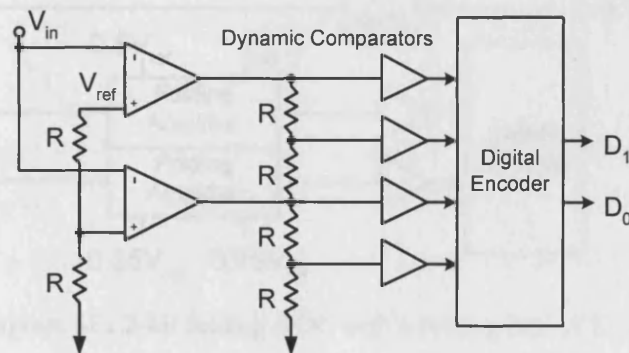 V_in
Dynamic Comparators
-
V_ref
+
R
R
R
-
Digital
Encoder
D_1
+
R
D_0
R
R
R